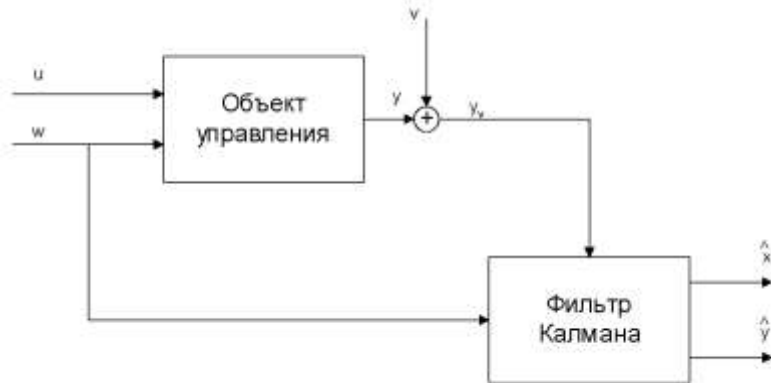 v
u
Объект
управления
y
+
yᵥ
w
x̂
Фильтр
Калмана
ŷ